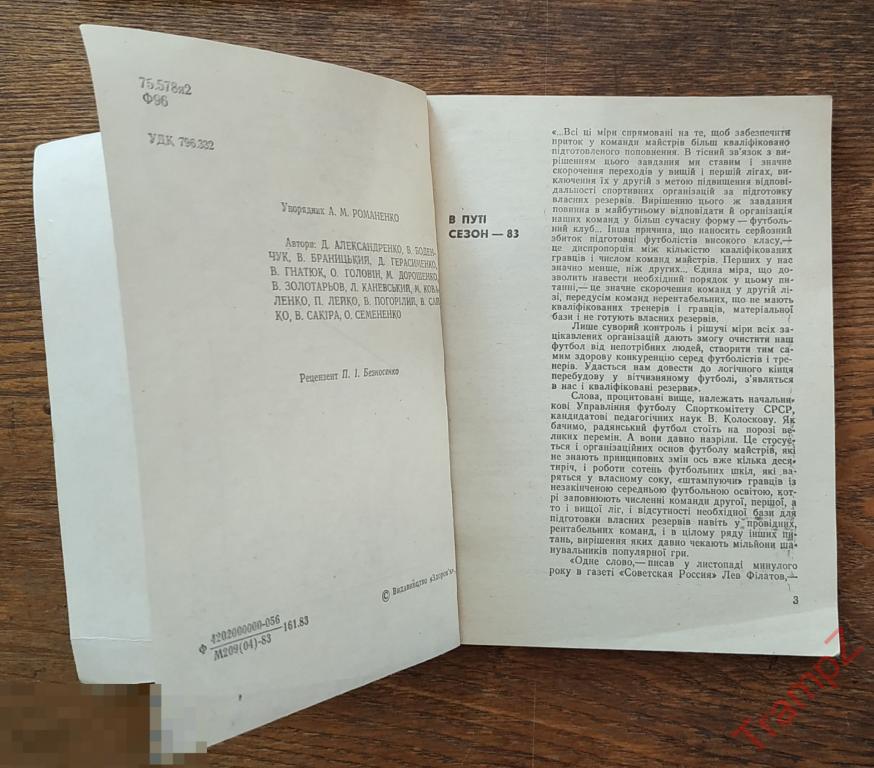 75.578я2
Ф96
УДК 796.332
Упорядник А. М. РОМАНЕНКО
Автори: Д. АЛЕКСАНДРЕНКО, В. БОДЕН-
ЧУК, В. БРАНИЦЬКИЙ, Д. ГЕРАСИМЕНКО,
В. ГНАТЮК, О. ГОЛОВІН, М. ДОРОШЕНКО,
В. ЗОЛОТАРЬОВ, Л. КАНЕВСЬКИЙ, М. КОВА-
ЛЕНКО, П. ЛЕЙКО, В. ПОГОРІЛИЙ, В.
КО, В. САКІРА, О. СЕМЕНЕНКО
Рецензент П. І. Безносенко
© Видавництво «Здоров'я»,
Ф 4202000000-056
М209(04)-83 161.83
В ПУТІ
СЕЗОН — 83
«...Всі ці міри спрямовані на те, щоб забезпечити
приток у команди майстрів більш кваліфіковано
підготовленого поповнення. В тісний зв'язок з ви-
рішенням цього завдання ми ставим і значне
скорочення переходів у вищій і першій лігах, ви-
ключення їх у другій з метою підвищення відпові-
дальності спортивних організацій за підготовку
власних резервів. Вирішенню цього ж завдання
повинна в майбутньому відповідати й організація
наших команд у більш сучасну форму — футболь-
ний клуб... Інша причина, що наносить серйозний
збиток підготовці футболістів високого класу,—
це диспропорція між кількістю кваліфікованих
гравців і числом команд майстрів. Перших у нас
значно менше, ніж других... Єдина міра, що до-
зволить навести необхідний порядок у цьому пи-
танні,— це значне скорочення команд у другій лі-
зі, передусім команд нерентабельних, що не мають
кваліфікованих тренерів і гравців, матеріальної
бази і не готують власних резервів.
Лише суворий контроль і рішучі міри всіх за-
цікавлених організацій дають змогу очистити наш
футбол від непотрібних людей, створити тим са-
мим здорову конкуренцію серед футболістів і тре-
нерів. Удасться нам довести до логічного кінця
перебудову у вітчизняному футболі, з'являться
в нас і кваліфіковані резерви».
Слова, процитовані вище, належать начальни-
кові Управління футболу Спорткомітету СРСР,
кандидатові педагогічних наук В. Колоскову. Як
бачимо, радянський футбол стоїть на порозі ве-
ликих перемін. А вони давно назріли. Це стосує-
ться і організаційних основ футболу майстрів, які
не знають принципових змін ось вже кілька деся-
тиріч, і роботи сотень футбольних шкіл, які ва-
ряться у власному соку, «штампуючи» гравців із
незакінченою середньою футбольною освітою, кот-
рі заповнюють численні команди другої, першої, а
то і вищої ліг, і відсутності необхідної бази для
підготовки власних резервів навіть у провідних,
рентабельних команд, і в цілому ряду інших пи-
тань, вирішення яких давно чекають мільйони ша-
нувальників популярної гри.
«Одне слово,— писав у листопаді минулого
року в газеті «Советская Россия» Лев Філатов,—
3
TrampZ